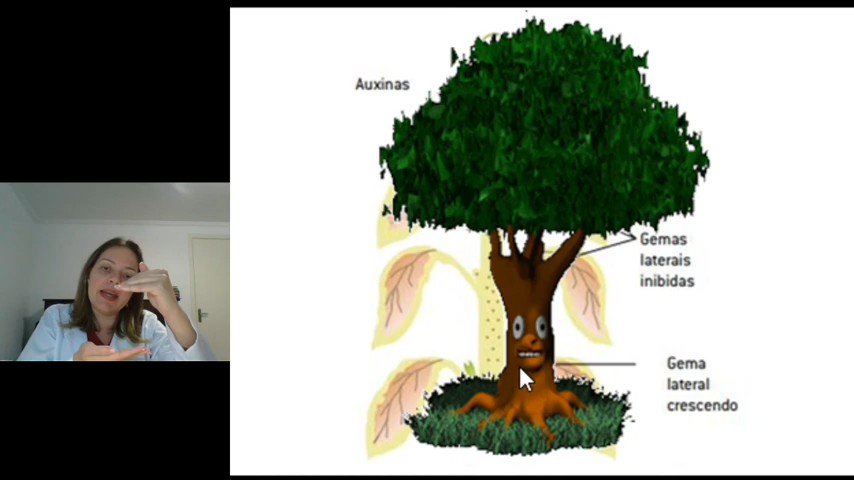 Auxinas
Gemas
laterais
inibidas
Gema
lateral
crescendo